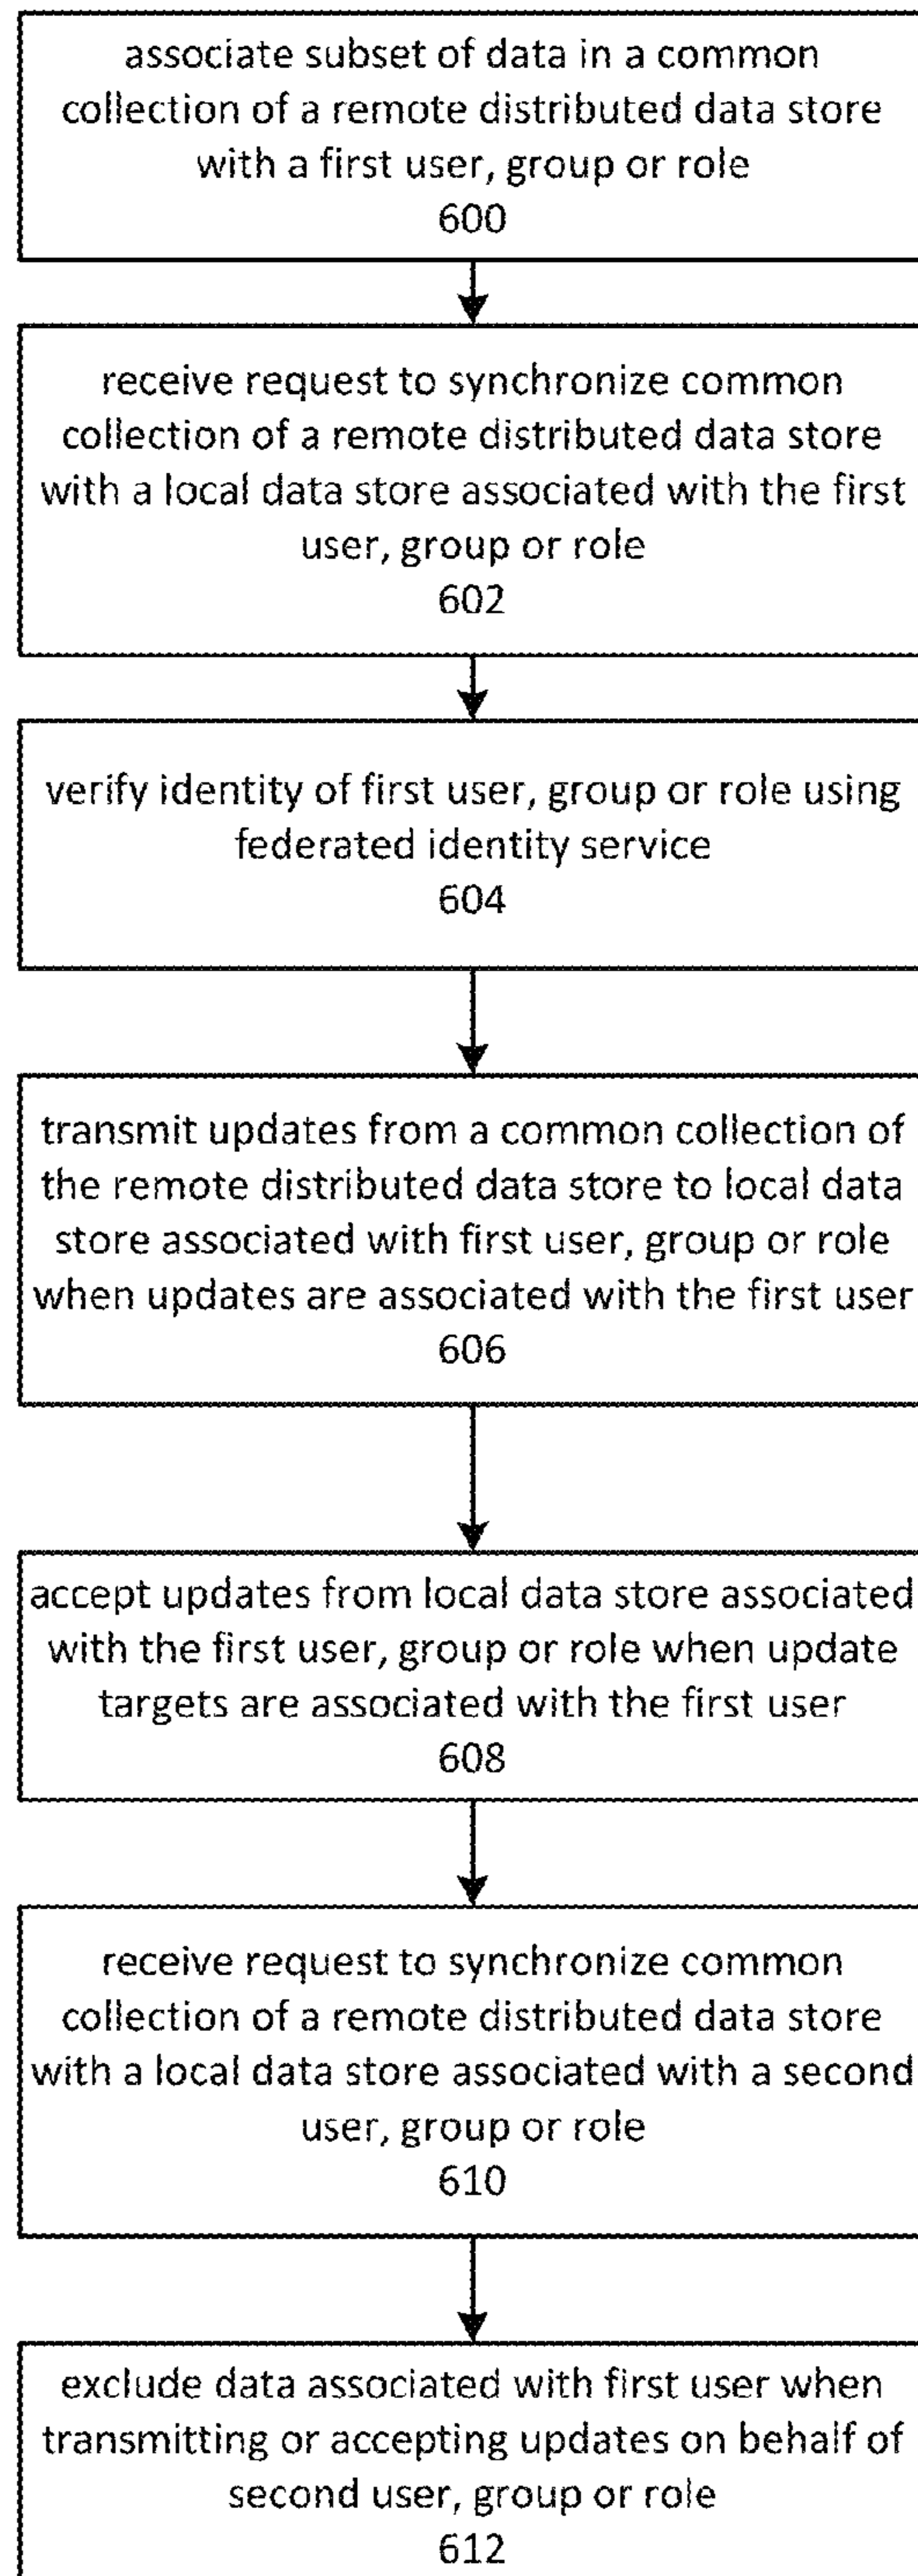 associate subset of data in a common
collection of a remote distributed data store
with a first user, group or role
600
receive request to synchronize common
collection of a remote distributed data store
with a local data store associated with the first
user, group or role
602
verify identity of first user, group or role using
federated identity service
604
transmit updates from a common collection of
the remote distributed data store to local data
store associated with first user, group or role
when updates are associated with the first user
606
accept updates from local data store associated
with the first user, group or role when update
targets are associated with the first user
608
receive request to synchronize common
collection of a remote distributed data store
with a local data store associated with a second
user, group or role
610
exclude data associated with first user when
transmitting or accepting updates on behalf of
second user, group or role
612